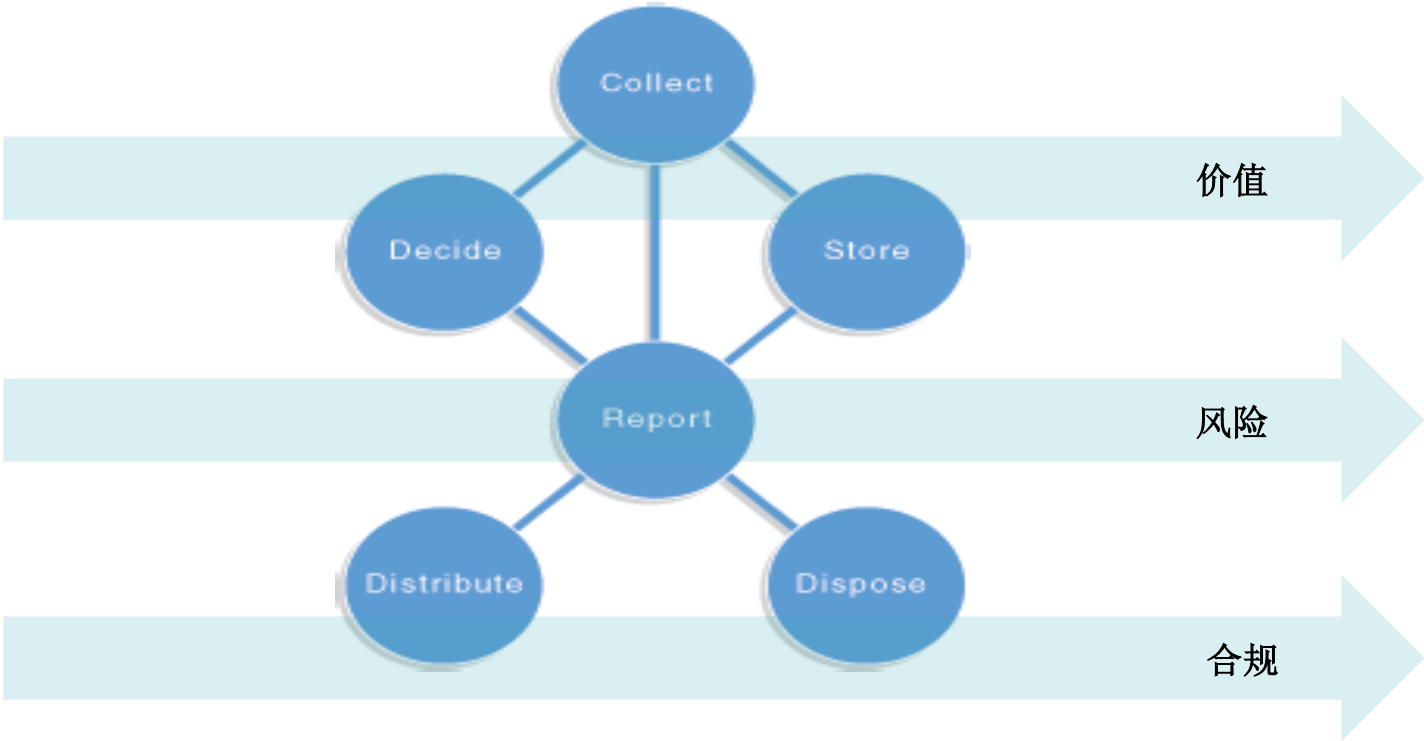 Collect
价值
Decide
Store
Report
风险
Distribute
Dispose
合规